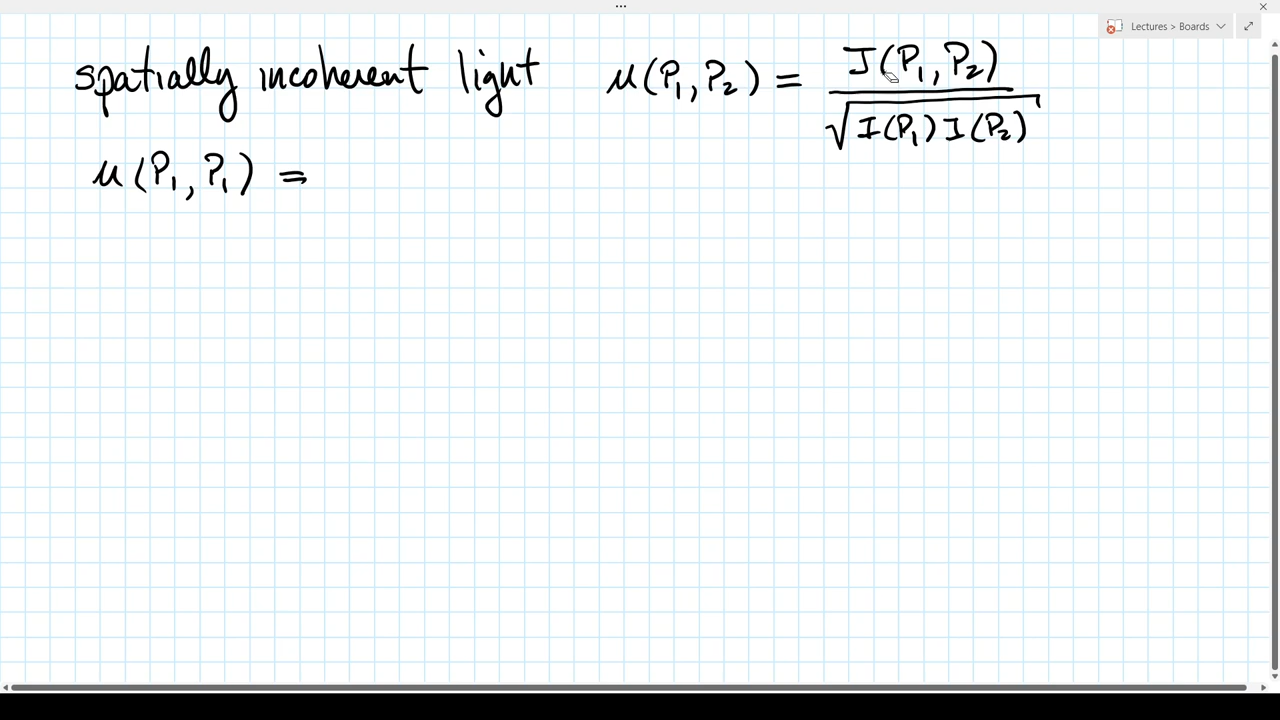 Lectures > Boards
spatially incoherent light μ(P₁, P₂) = J(P₁, P₂) / √(I(P₁) I(P₂))
μ(P₁, P₁) =